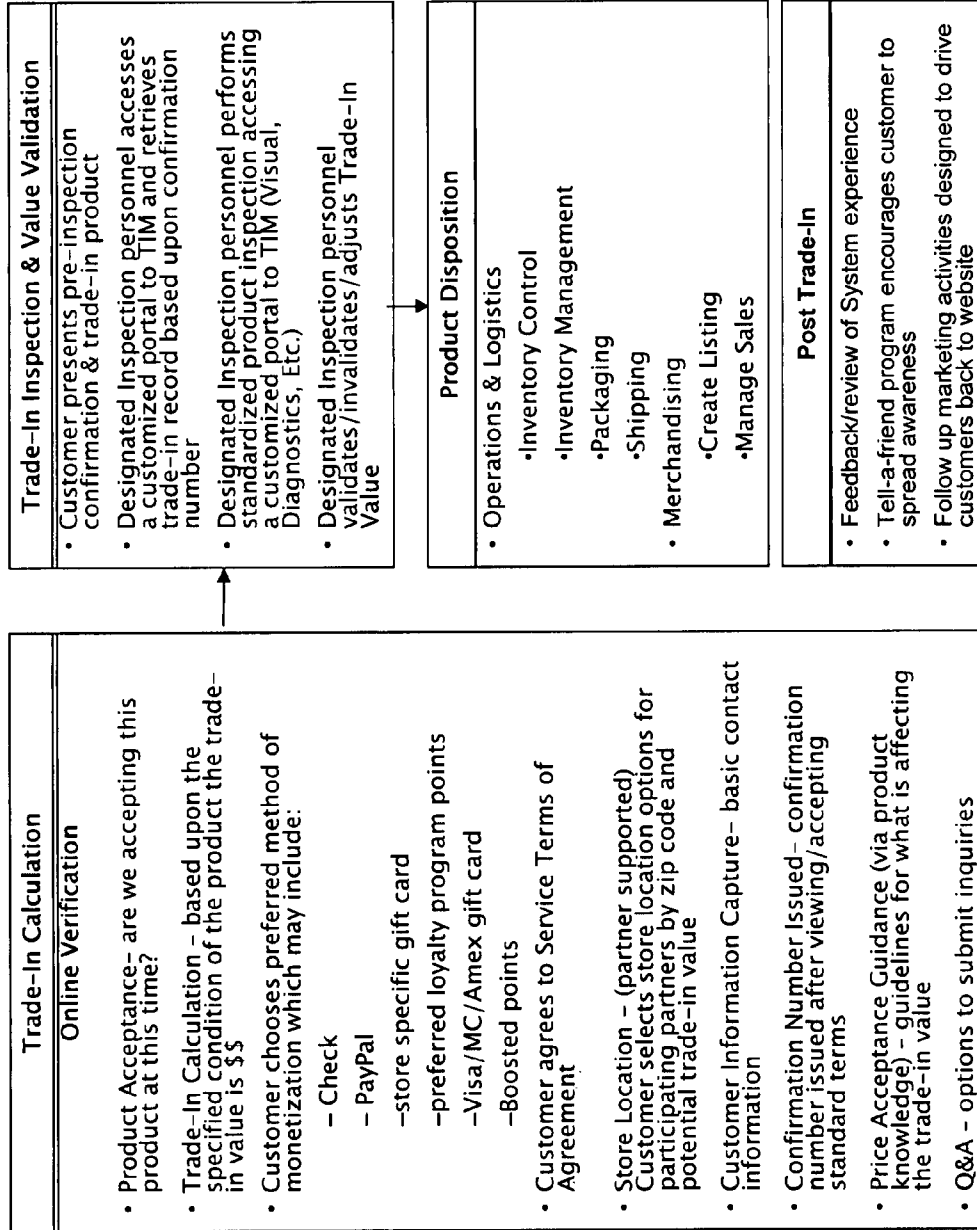 Trade-In Calculation
Online Verification
• Product Acceptance- are we accepting this
product at this time?
• Trade-In Calculation - based upon the
specified condition of the product the trade-
in value is $$
• Customer chooses preferred method of
monetization which may include:
- Check
- PayPal
-store specific gift card
-preferred loyalty program points
-Visa/MC/Amex gift card
-Boosted points
• Customer agrees to Service Terms of
Agreement
• Store Location - (partner supported)
Customer selects store location options for
participating partners by zip code and
potential trade-in value
• Customer Information Capture- basic contact
information
• Confirmation Number Issued- confirmation
number issued after viewing/accepting
standard terms
• Price Acceptance Guidance (via product
knowledge) - guidelines for what is affecting
the trade-in value
• Q&A - options to submit inquiries
Trade-In Inspection & Value Validation
• Customer presents pre-inspection
confirmation & trade-in product
• Designated Inspection personnel accesses
a customized portal to TIM and retrieves
trade-in record based upon confirmation
number
• Designated Inspection personnel performs
standardized product inspection accessing
a customized portal to TIM (Visual,
Diagnostics, Etc.)
• Designated Inspection personnel
validates/invalidates/adjusts Trade-In
Value
Product Disposition
• Operations & Logistics
•Inventory Control
•Inventory Management
•Packaging
•Shipping
• Merchandising
•Create Listing
•Manage Sales
Post Trade-In
• Feedback/review of System experience
• Tell-a-friend program encourages customer to
spread awareness
• Follow up marketing activities designed to drive
customers back to website